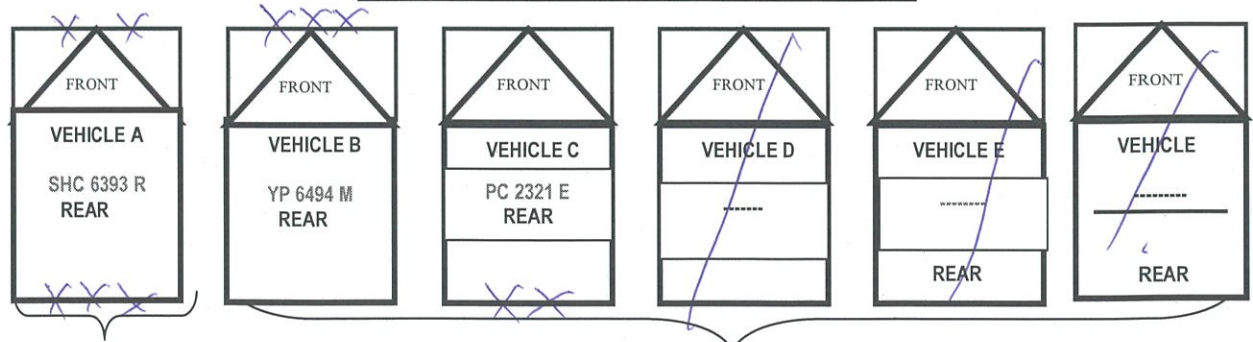 FRONT
VEHICLE A
SHC 6393 R
REAR
FRONT
VEHICLE B
YP 6494 M
REAR
FRONT
VEHICLE C
PC 2321 E
REAR
FRONT
VEHICLE D
-------
FRONT
VEHICLE E
--------
REAR
FRONT
VEHICLE
---------
REAR